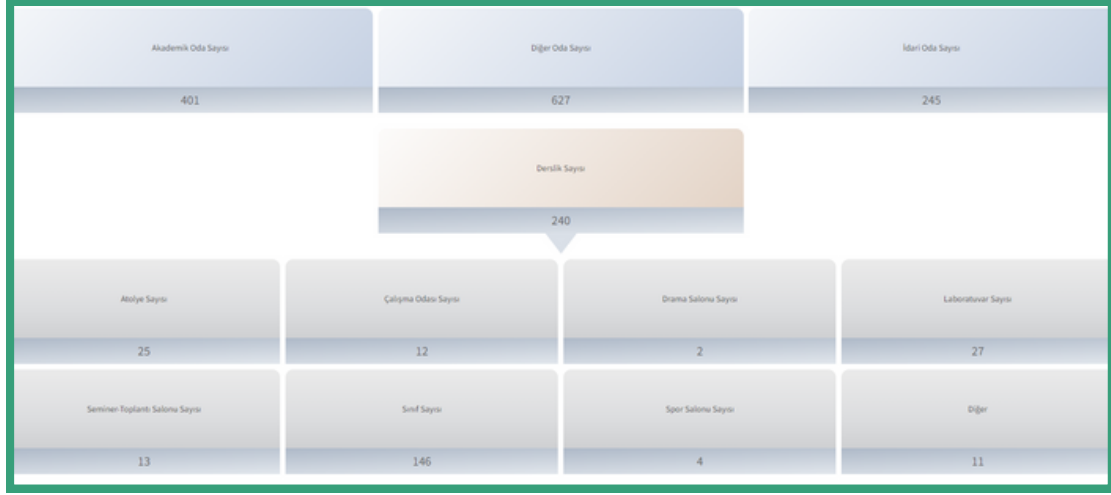 Akademik Oda Sayısı
Diğer Oda Sayısı
İdari Oda Sayısı
401
627
245
Derslik Sayısı
240
Atolye Sayısı
Çalışma Odası Sayısı
Drama Salonu Sayısı
Laboratuvar Sayısı
25
12
2
27
Seminer-Toplantı Salonu Sayısı
Sınıf Sayısı
Spor Salonu Sayısı
Diğer
13
146
4
11